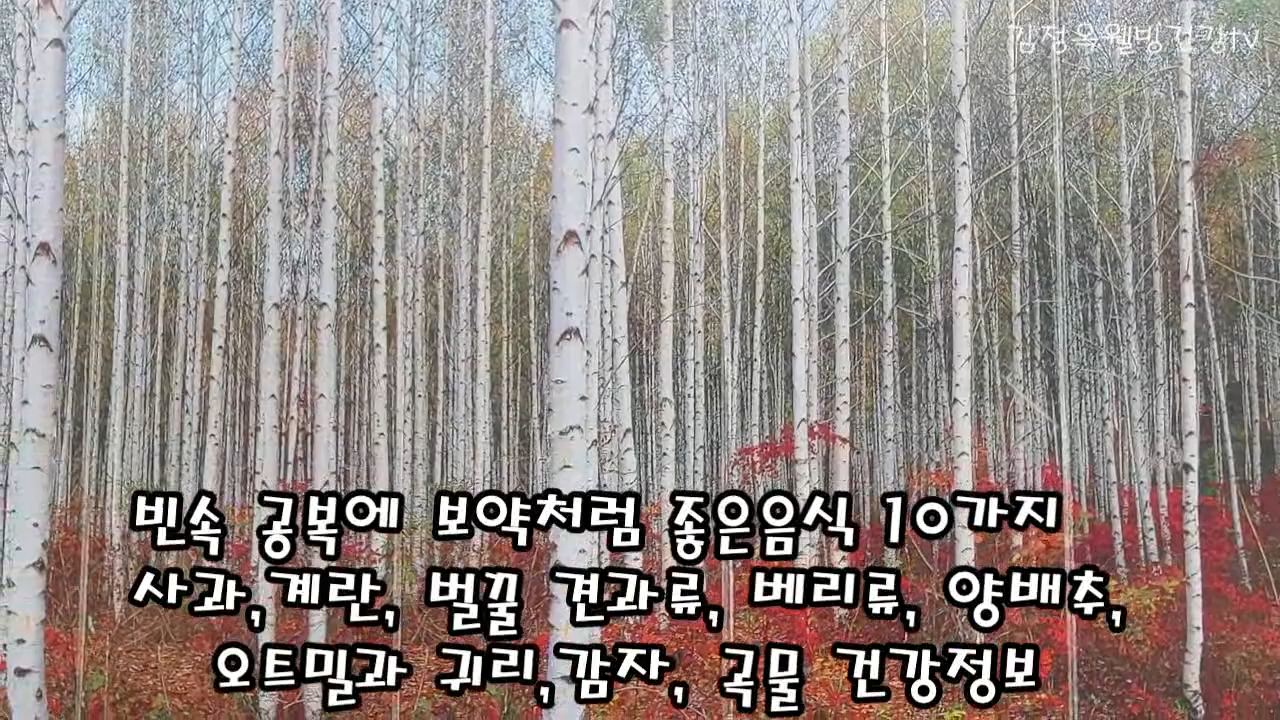 김정옥웰빙건강tv
빈속 공복에 보약처럼 좋은음식 10가지
사과, 계란, 벌꿀 견과류, 베리류, 양배추,
오트밀과 귀리, 감자, 곡물 건강정보